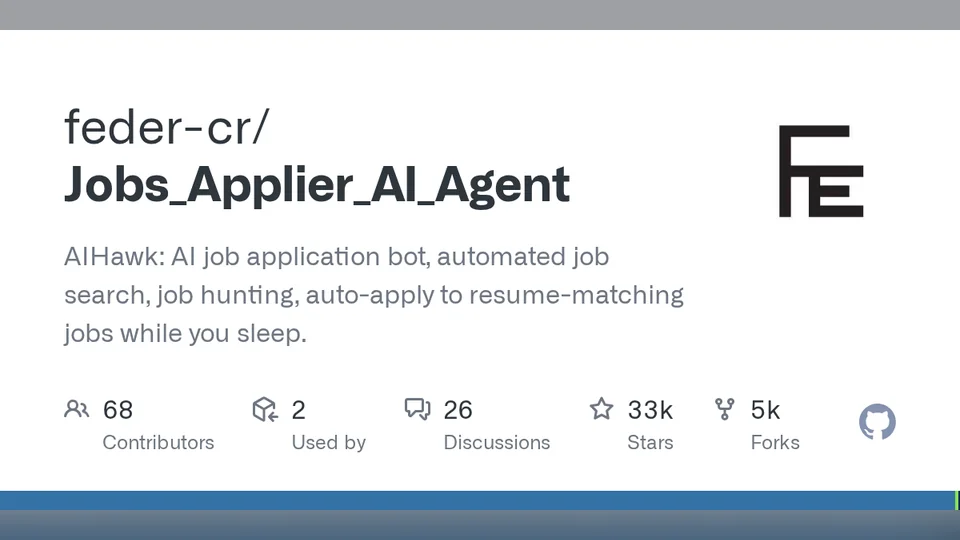 feder-cr/
Jobs_Applier_AI_Agent
FE
AIHawk: AI job application bot, automated job
search, job hunting, auto-apply to resume-matching
jobs while you sleep.
68 2 26 33k 5k
Contributors Used by Discussions Stars Forks